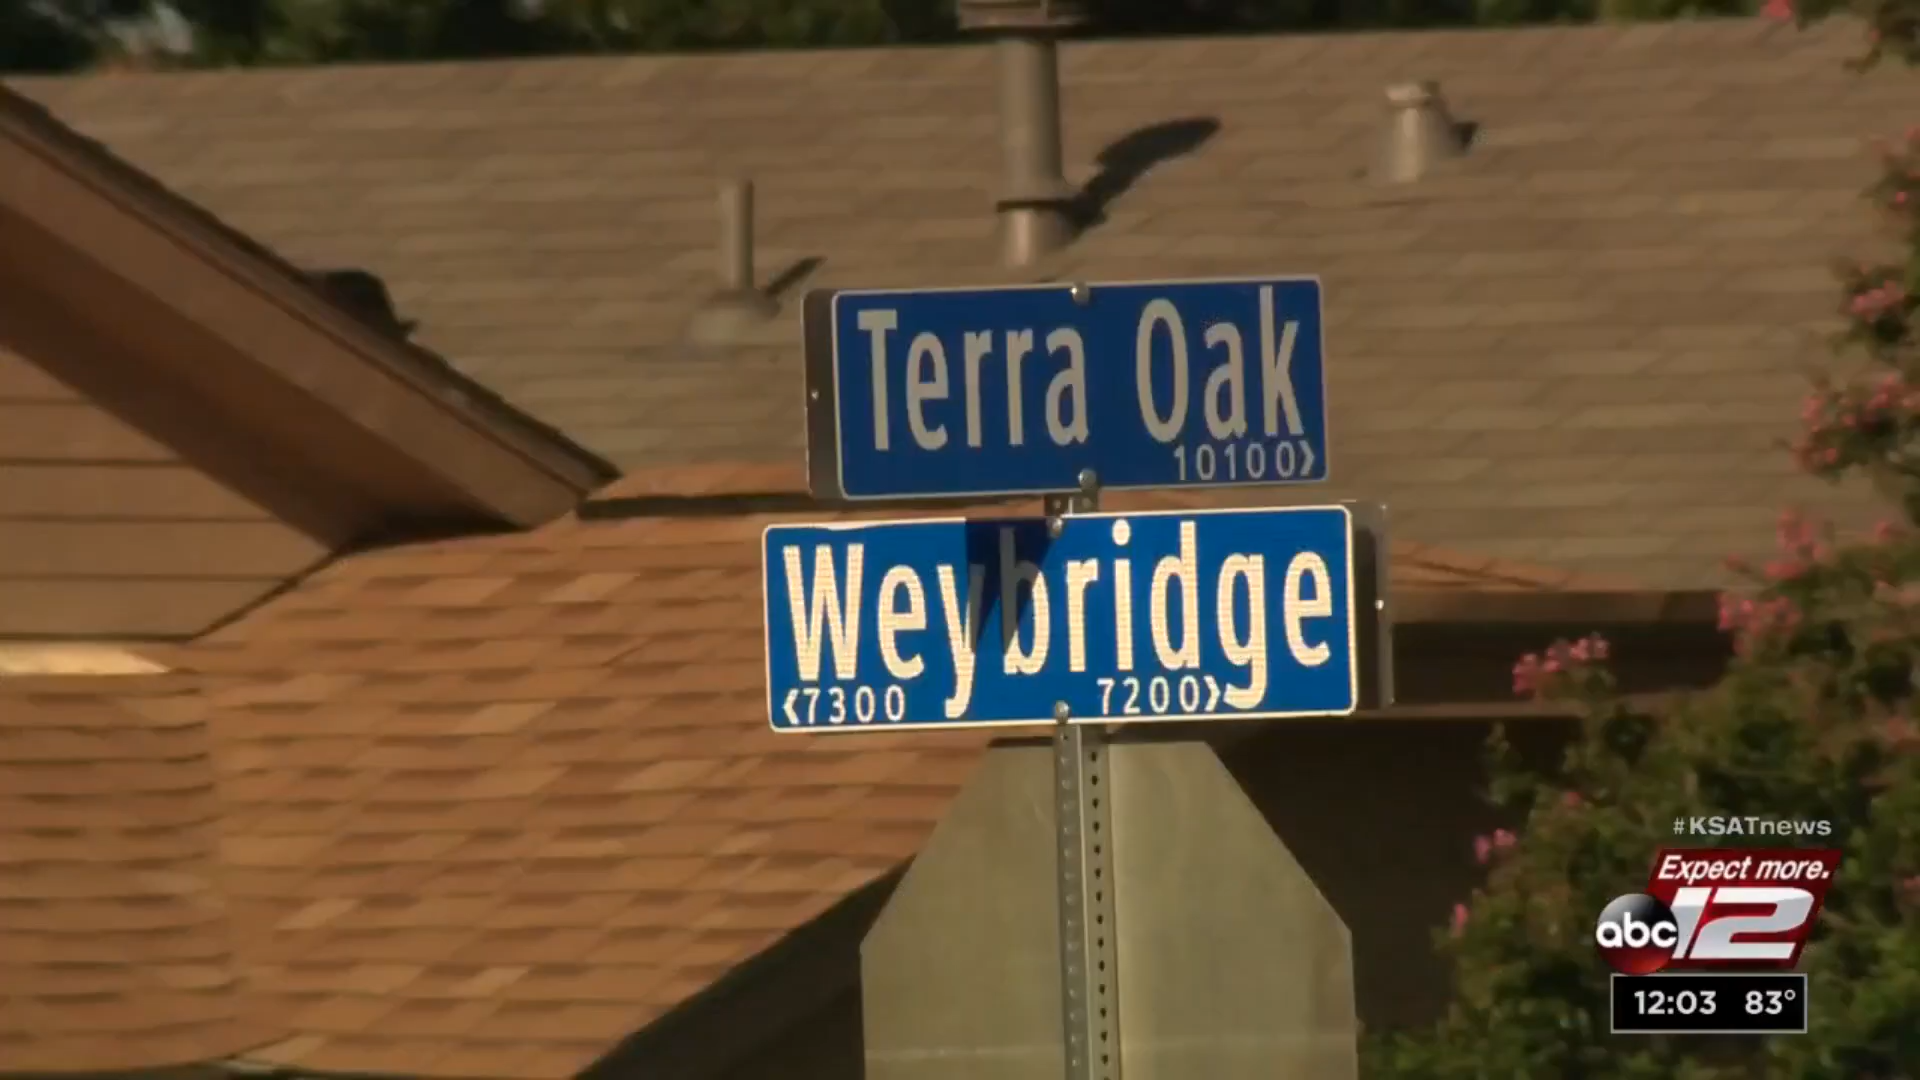 Terra Oak
10100>
Weybridge
<7300 7200>
#KSATnews
Expect more.
abc 12
12:03 83°